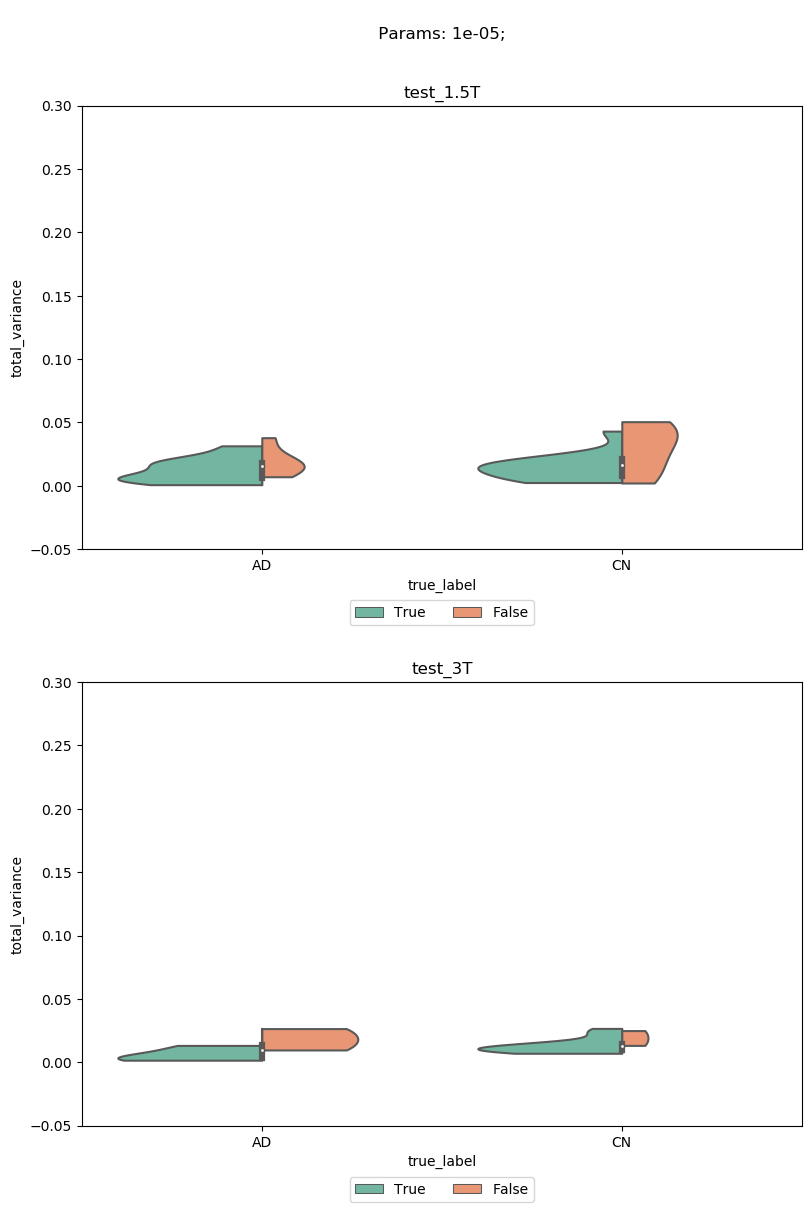 Params: 1e-05;
test_1.5T
0.30
0.25
0.20
0.15
0.10
0.05
0.00
−0.05
total_variance
AD CN
true_label
True False
test_3T
0.30
0.25
0.20
0.15
0.10
0.05
0.00
−0.05
total_variance
AD CN
true_label
True False